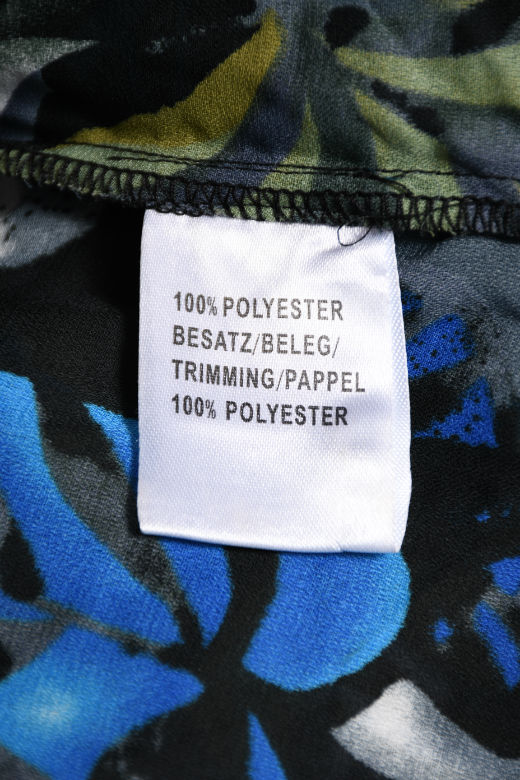 100% POLYESTER
BESATZ/BELEG/
TRIMMING/PAPPEL
100% POLYESTER